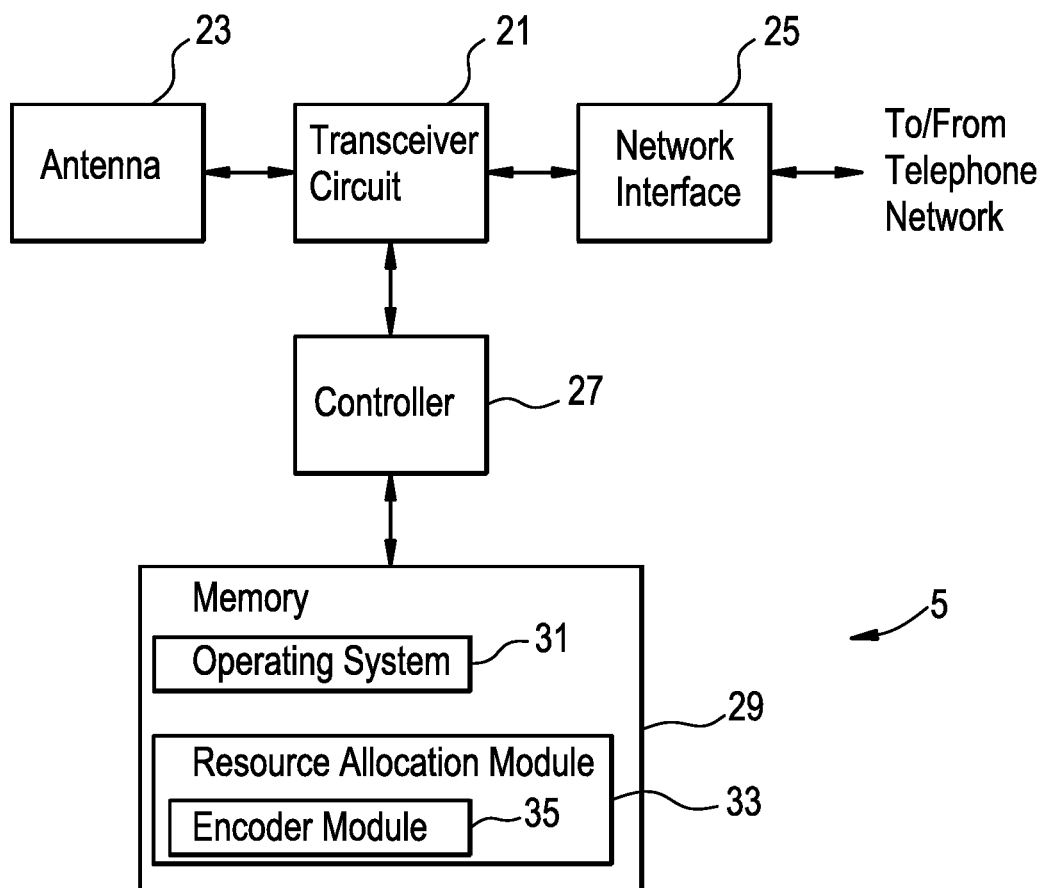 23
21
25
Antenna
Transceiver
Circuit
Network
Interface
To/From
Telephone
Network
Controller
27
Memory
Operating System
31
5
29
Resource Allocation Module
33
Encoder Module
35